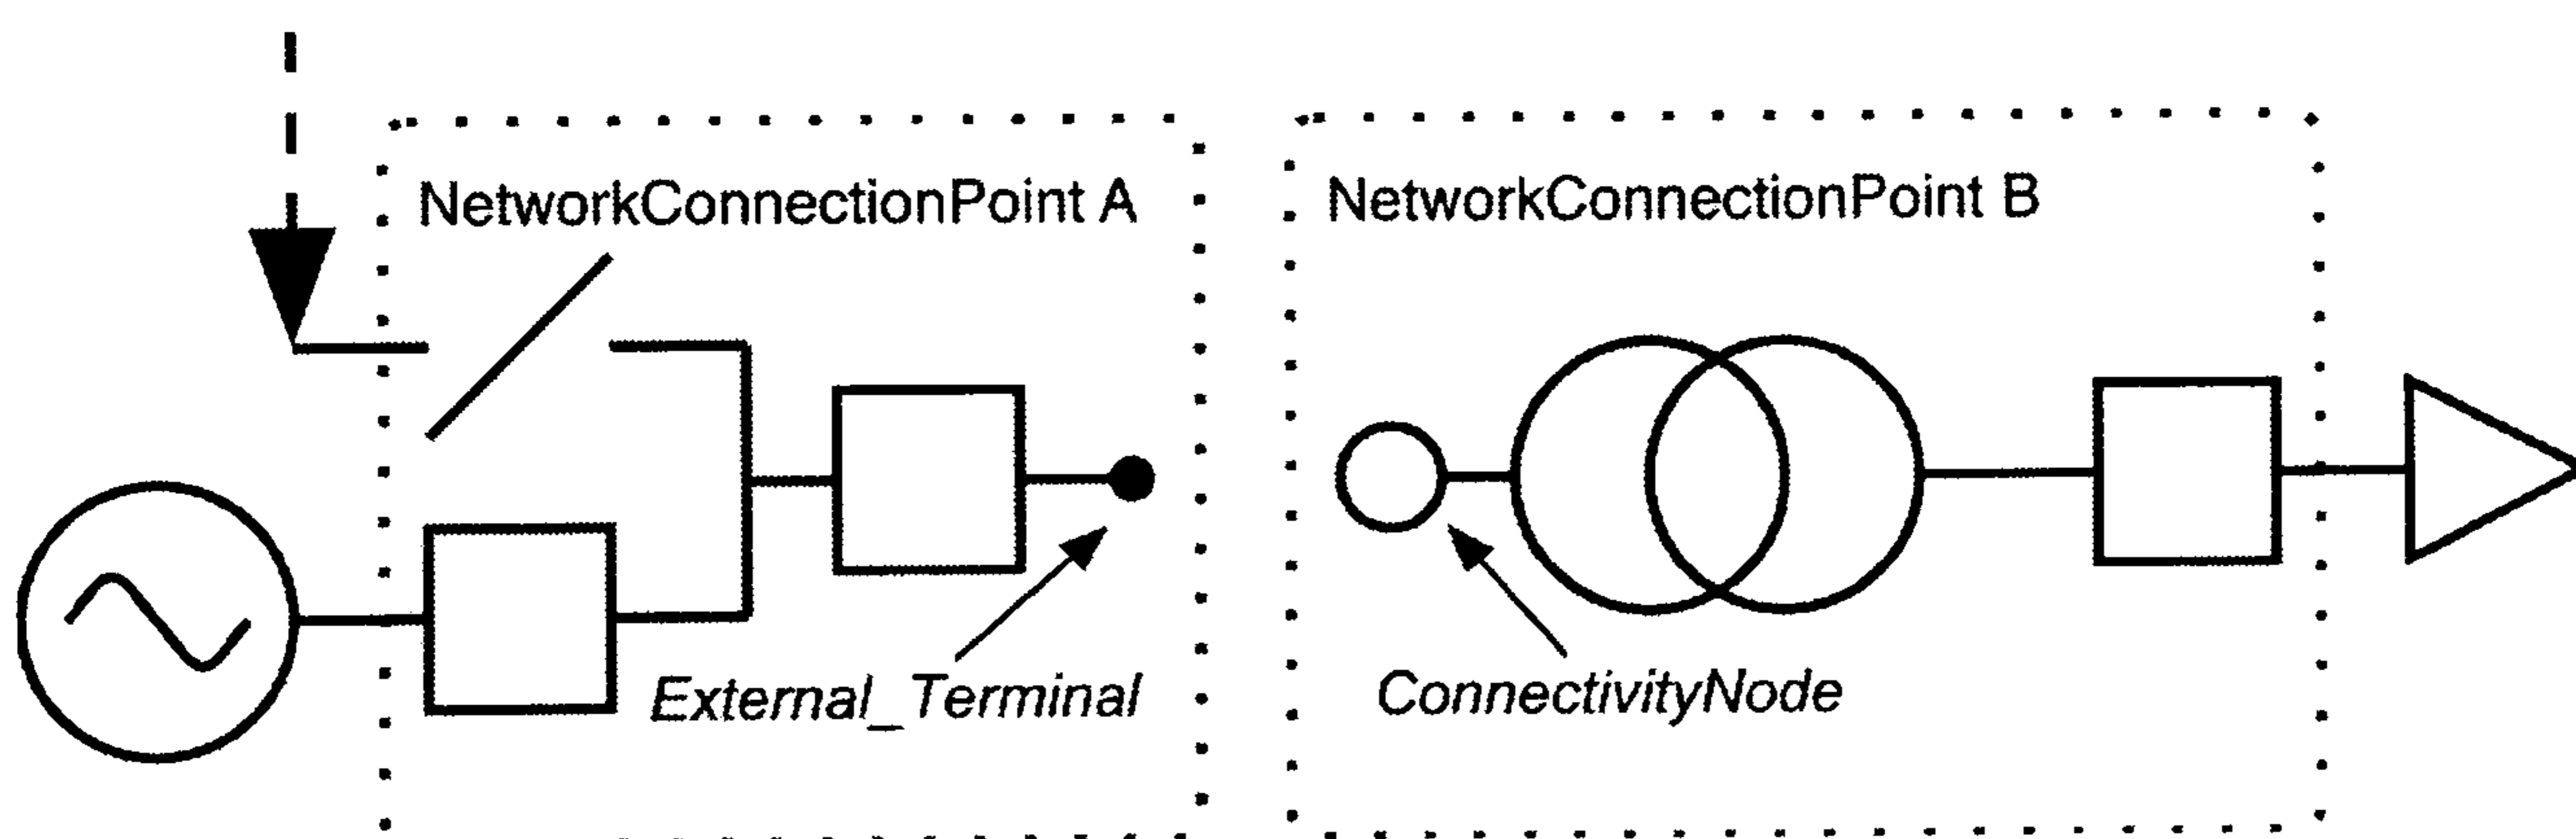 NetworkConnectionPoint A
NetworkConnectionPoint B
External_Terminal
ConnectivityNode